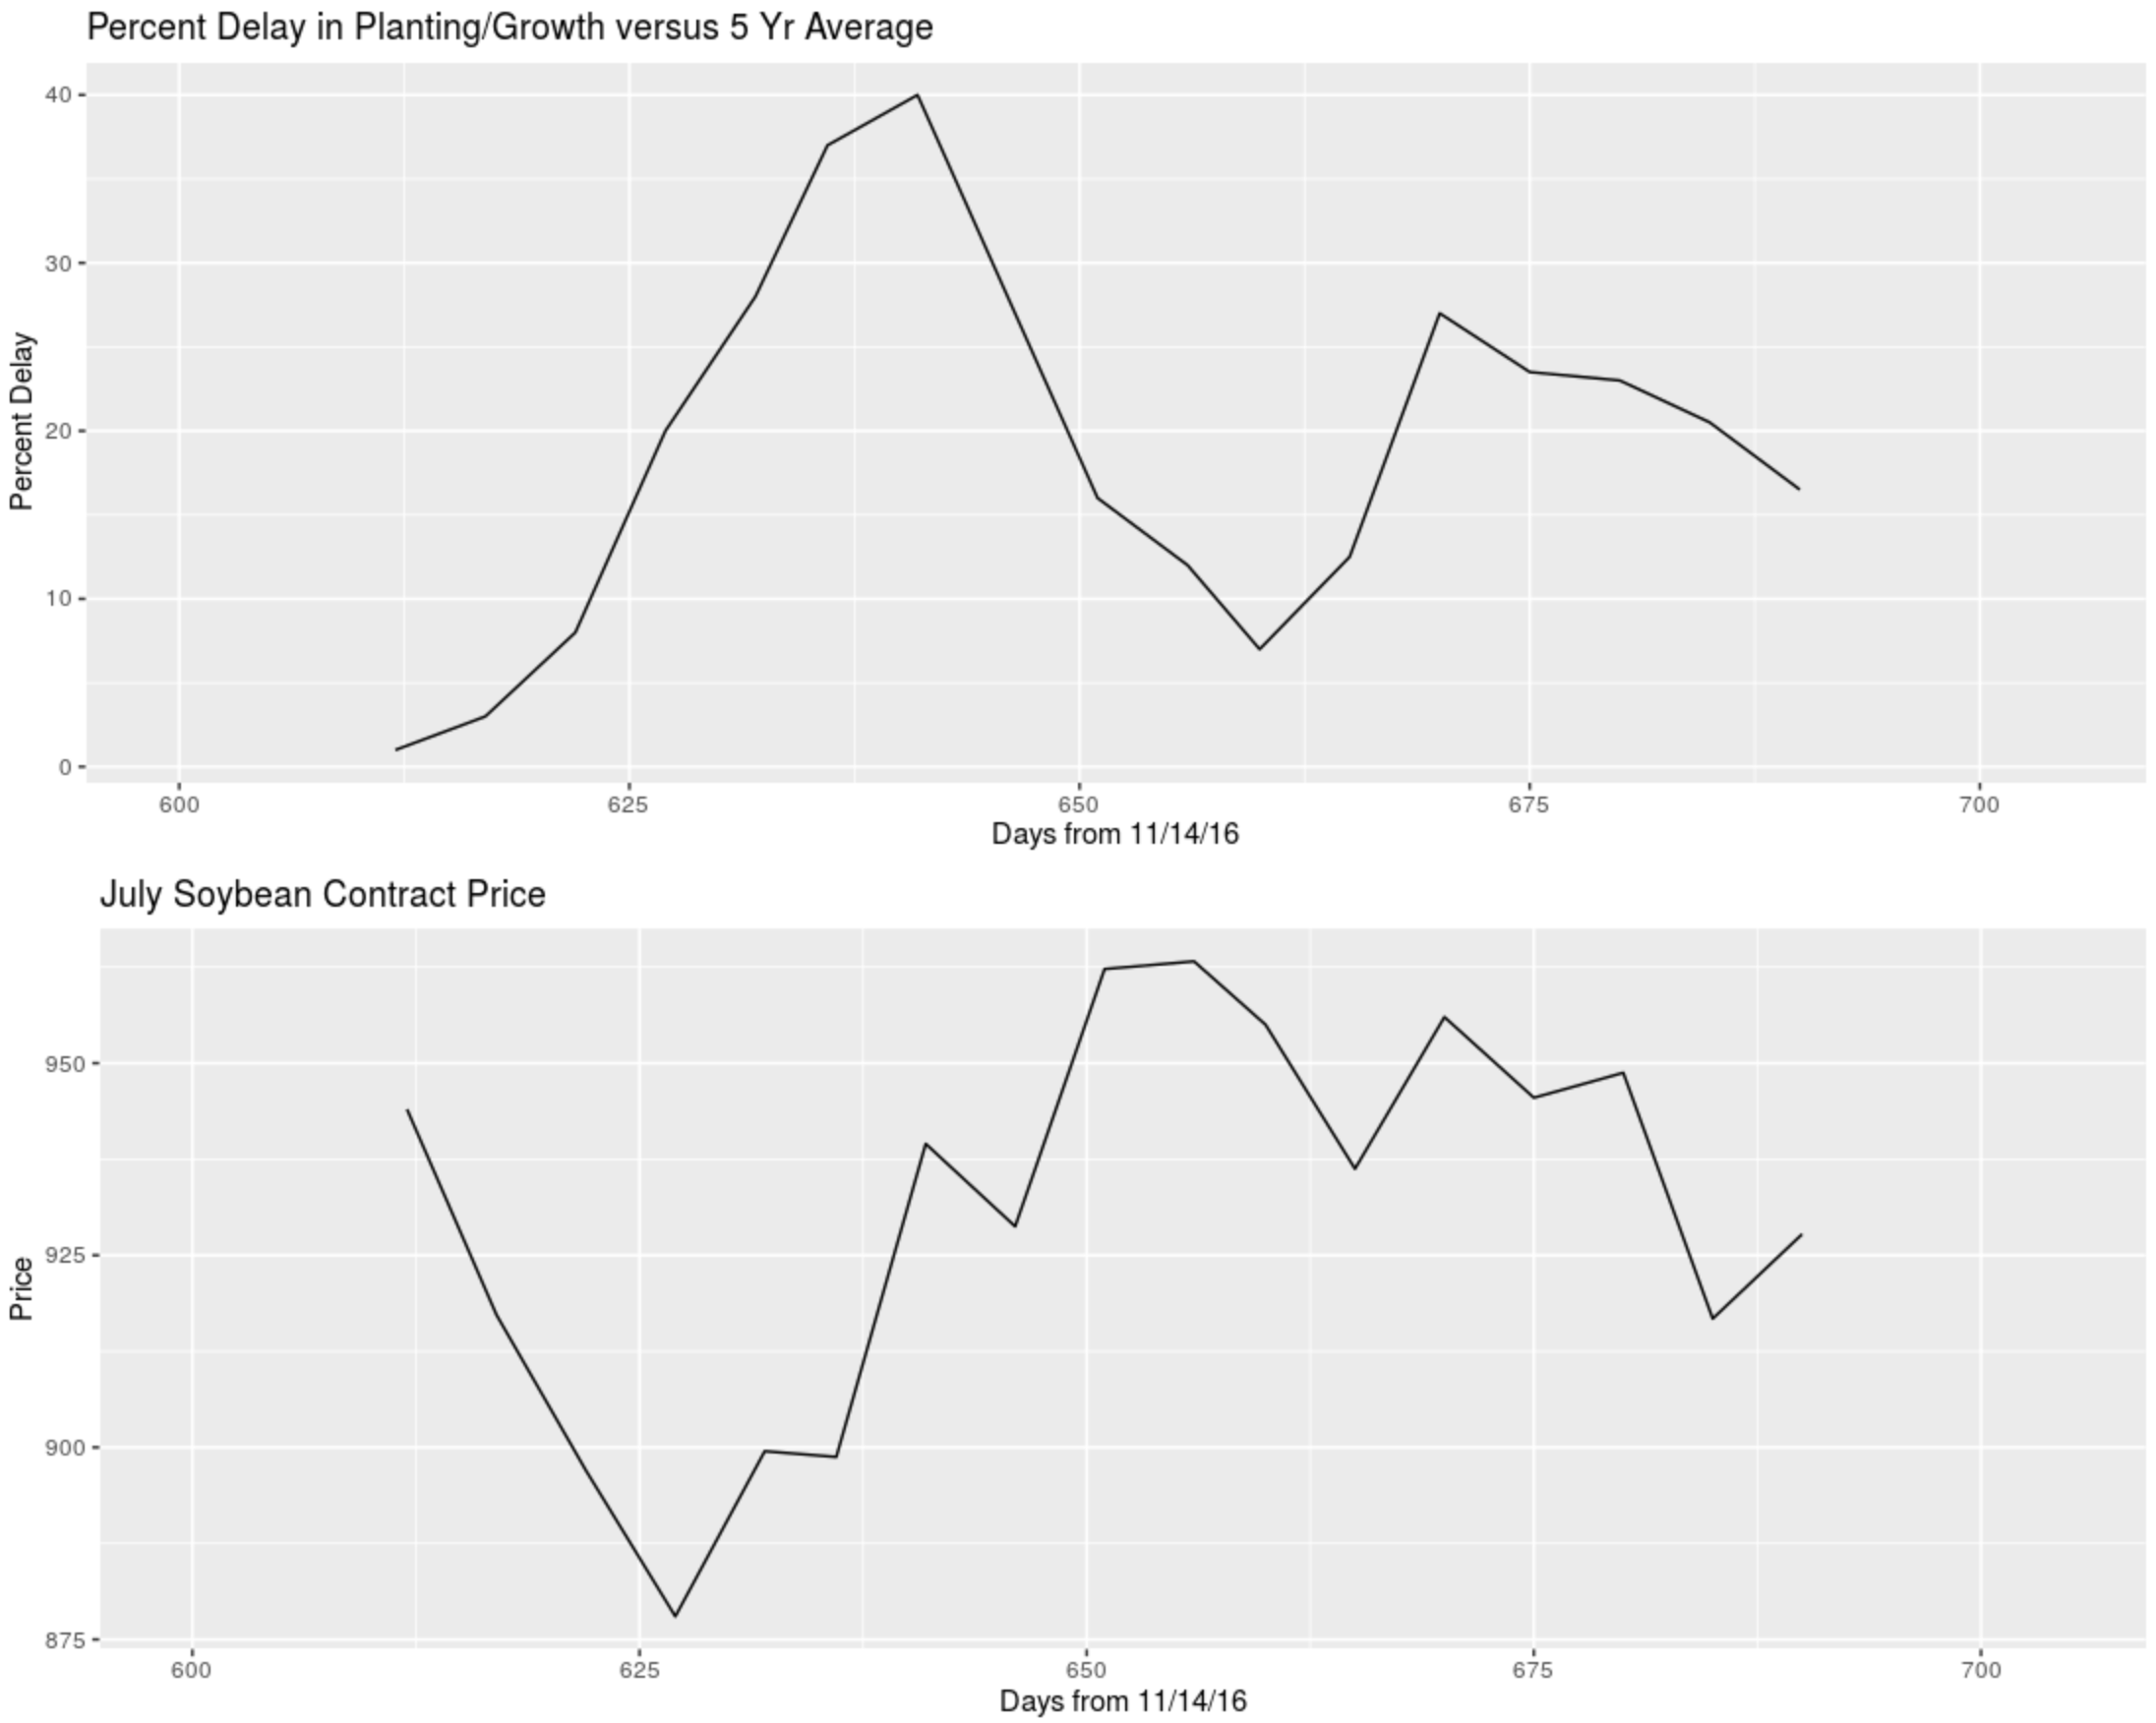 Percent Delay in Planting/Growth versus 5 Yr Average
40
30
20
10
0
Percent Delay
600 625 650 675 700
Days from 11/14/16
July Soybean Contract Price
950
925
900
875
Price
600 625 650 675 700
Days from 11/14/16